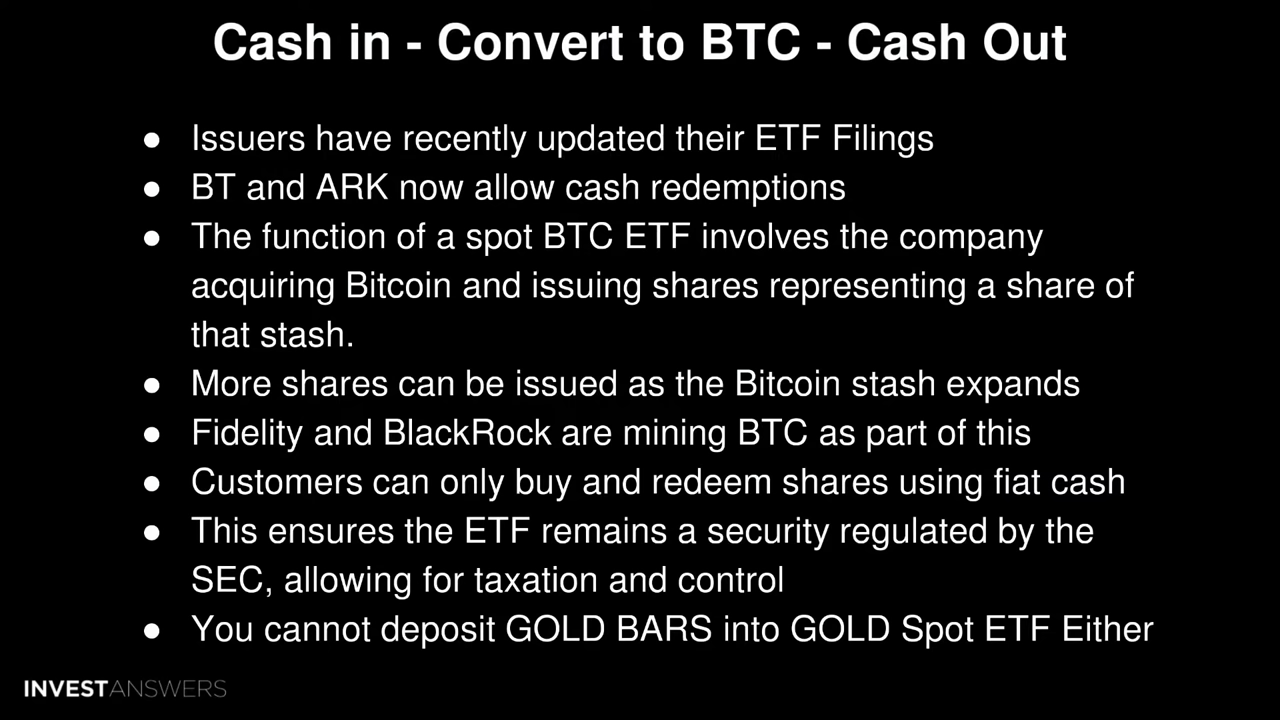 Cash in - Convert to BTC - Cash Out
● Issuers have recently updated their ETF Filings
● BT and ARK now allow cash redemptions
● The function of a spot BTC ETF involves the company
acquiring Bitcoin and issuing shares representing a share of
that stash.
● More shares can be issued as the Bitcoin stash expands
● Fidelity and BlackRock are mining BTC as part of this
● Customers can only buy and redeem shares using fiat cash
● This ensures the ETF remains a security regulated by the
SEC, allowing for taxation and control
● You cannot deposit GOLD BARS into GOLD Spot ETF Either
INVESTANSWERS